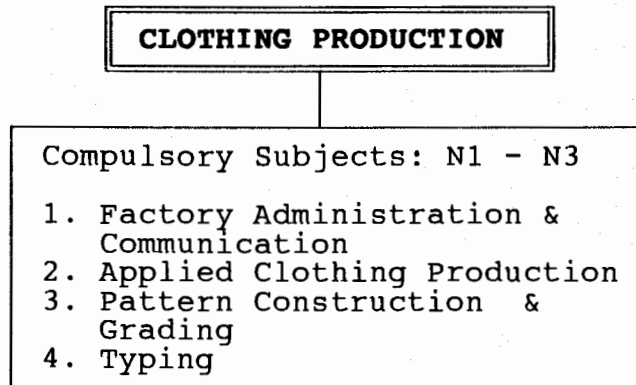 CLOTHING PRODUCTION
Compulsory Subjects: N1 - N3
1. Factory Administration &
Communication
2. Applied Clothing Production
3. Pattern Construction &
Grading
4. Typing